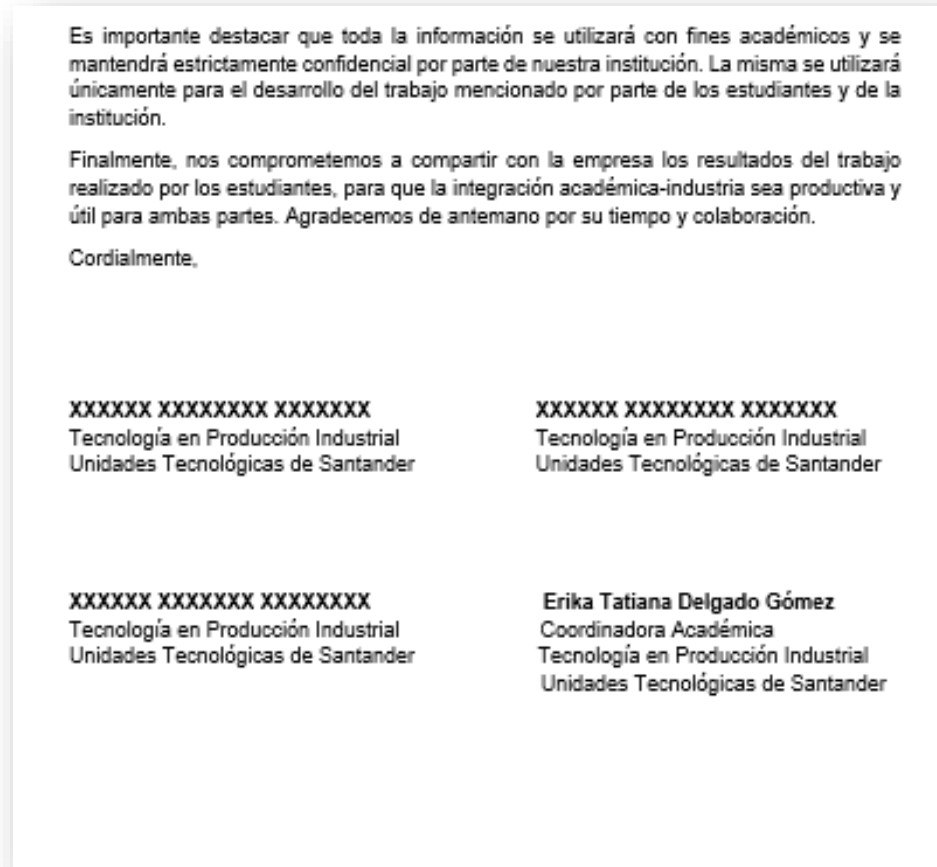 Es importante destacar que toda la información se utilizará con fines académicos y se
mantendrá estrictamente confidencial por parte de nuestra institución. La misma se utilizará
únicamente para el desarrollo del trabajo mencionado por parte de los estudiantes y de la
institución.
Finalmente, nos comprometemos a compartir con la empresa los resultados del trabajo
realizado por los estudiantes, para que la integración académica-industria sea productiva y
útil para ambas partes. Agradecemos de antemano por su tiempo y colaboración.
Cordialmente,
XXXXXX XXXXXXXX XXXXXXX
Tecnología en Producción Industrial
Unidades Tecnológicas de Santander
XXXXXX XXXXXXXX XXXXXXX
Tecnología en Producción Industrial
Unidades Tecnológicas de Santander
XXXXXX XXXXXXX XXXXXXXX
Tecnología en Producción Industrial
Unidades Tecnológicas de Santander
Erika Tatiana Delgado Gómez
Coordinadora Académica
Tecnología en Producción Industrial
Unidades Tecnológicas de Santander